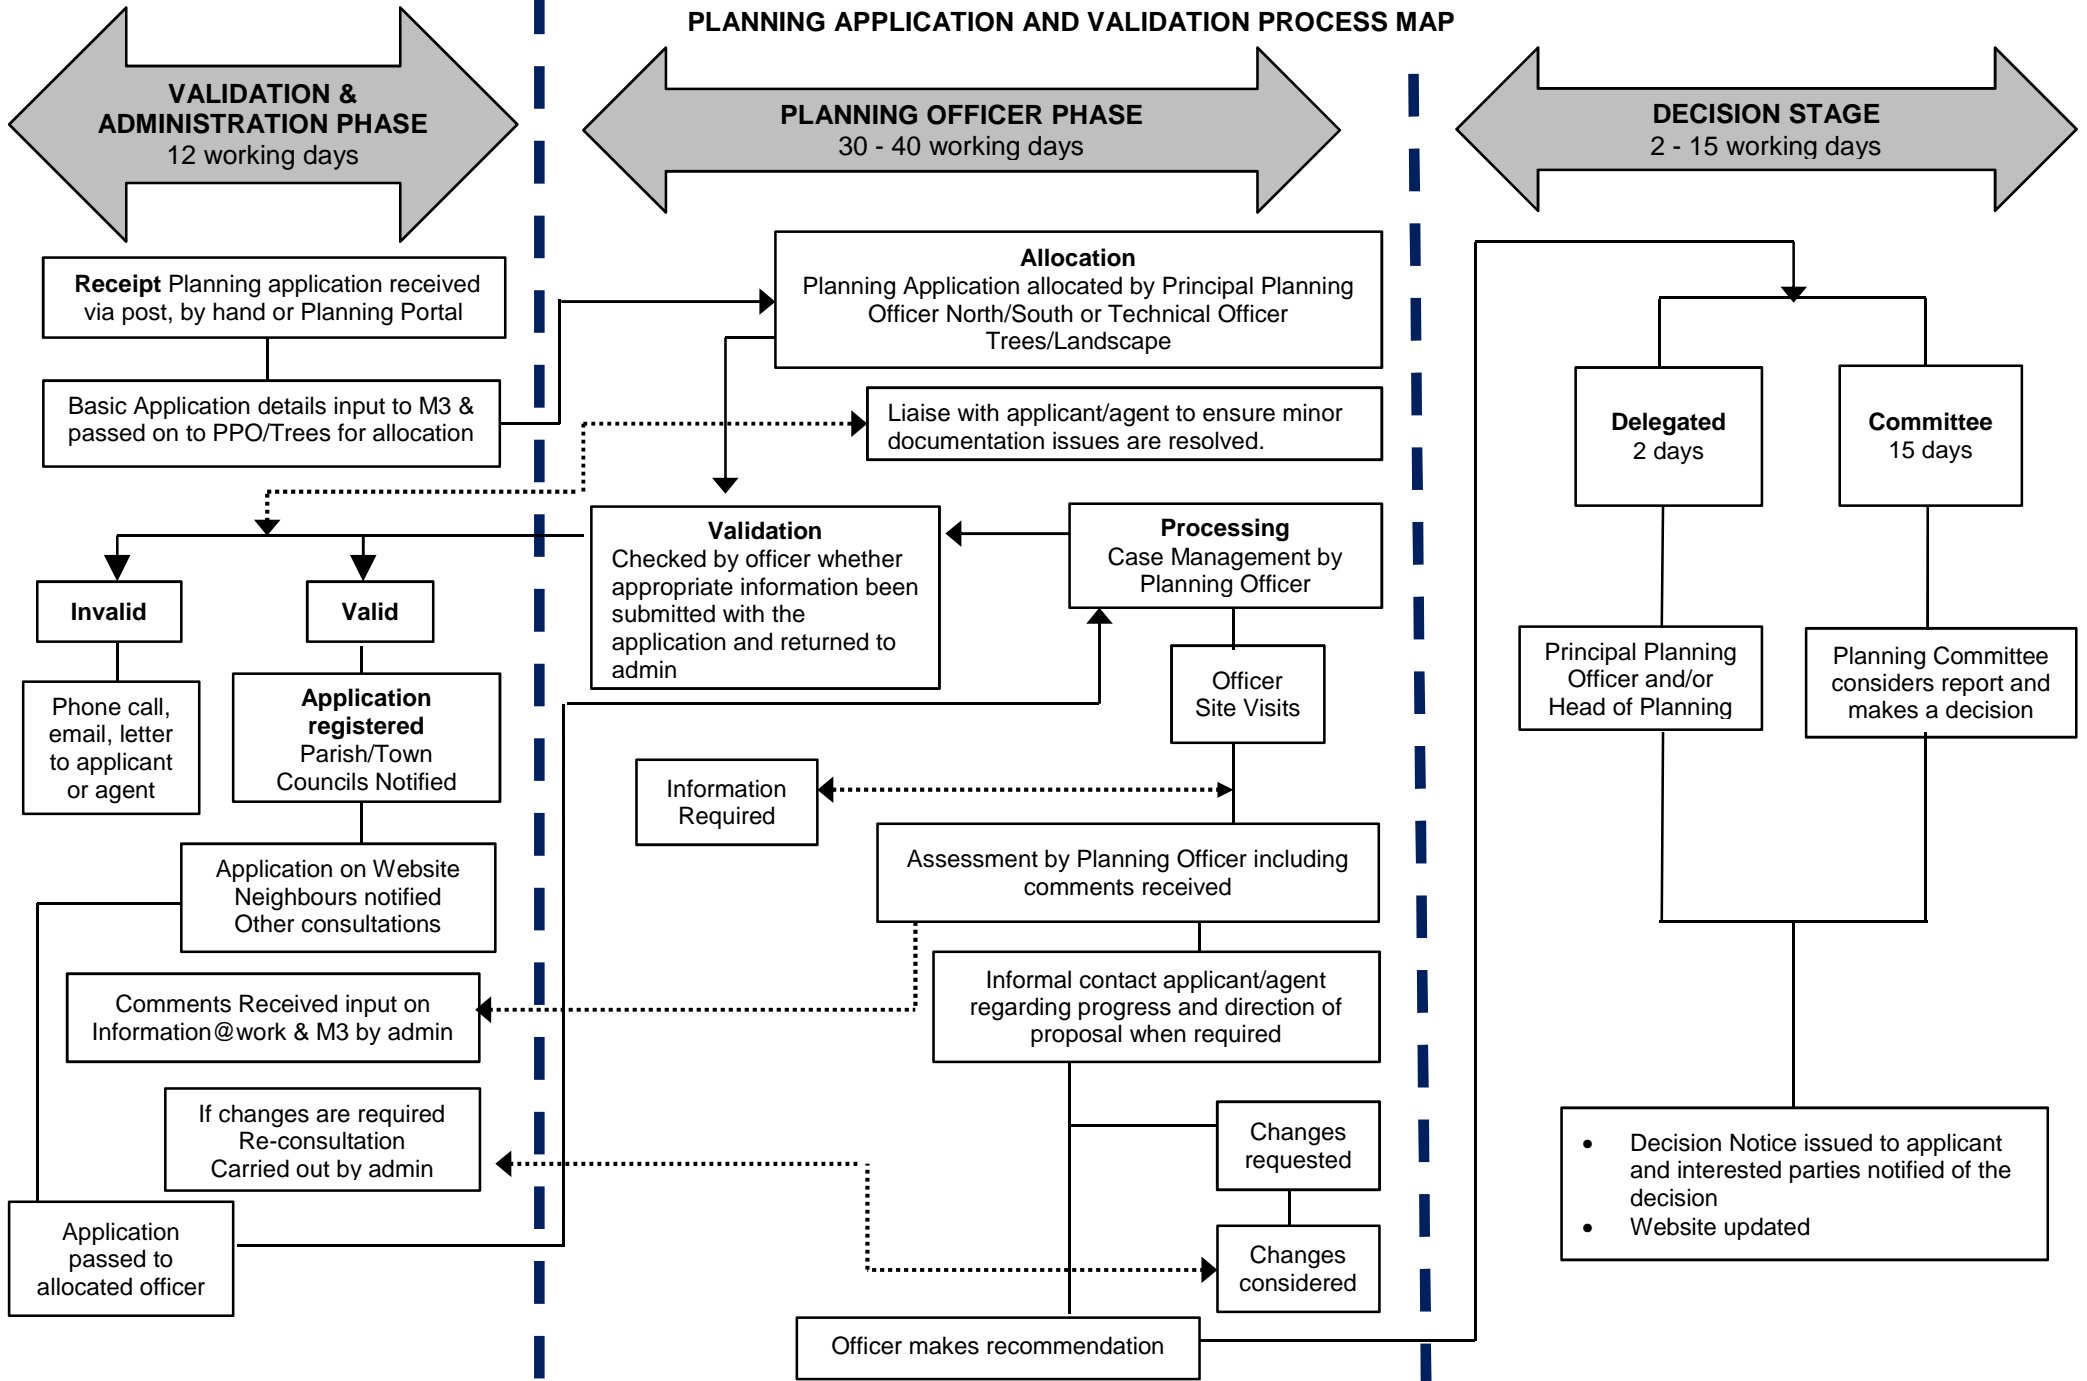 PLANNING APPLICATION AND VALIDATION PROCESS MAP
VALIDATION &
ADMINISTRATION PHASE
12 working days
PLANNING OFFICER PHASE
30 - 40 working days
DECISION STAGE
2 - 15 working days
Receipt Planning application received
via post, by hand or Planning Portal
Basic Application details input to M3 &
passed on to PPO/Trees for allocation
Invalid
Valid
Phone call,
email, letter
to applicant
or agent
Application
registered
Parish/Town
Councils Notified
Application on Website
Neighbours notified
Other consultations
Comments Received input on
Information@work & M3 by admin
If changes are required
Re-consultation
Carried out by admin
Application
passed to
allocated officer
Allocation
Planning Application allocated by Principal Planning
Officer North/South or Technical Officer
Trees/Landscape
Liaise with applicant/agent to ensure minor
documentation issues are resolved.
Validation
Checked by officer whether
appropriate information been
submitted with the
application and returned to
admin
Processing
Case Management by
Planning Officer
Officer
Site Visits
Information
Required
Assessment by Planning Officer including
comments received
Informal contact applicant/agent
regarding progress and direction of
proposal when required
Changes
requested
Changes
considered
Officer makes recommendation
Delegated
2 days
Committee
15 days
Principal Planning
Officer and/or
Head of Planning
Planning Committee
considers report and
makes a decision
• Decision Notice issued to applicant
and interested parties notified of the
decision
• Website updated